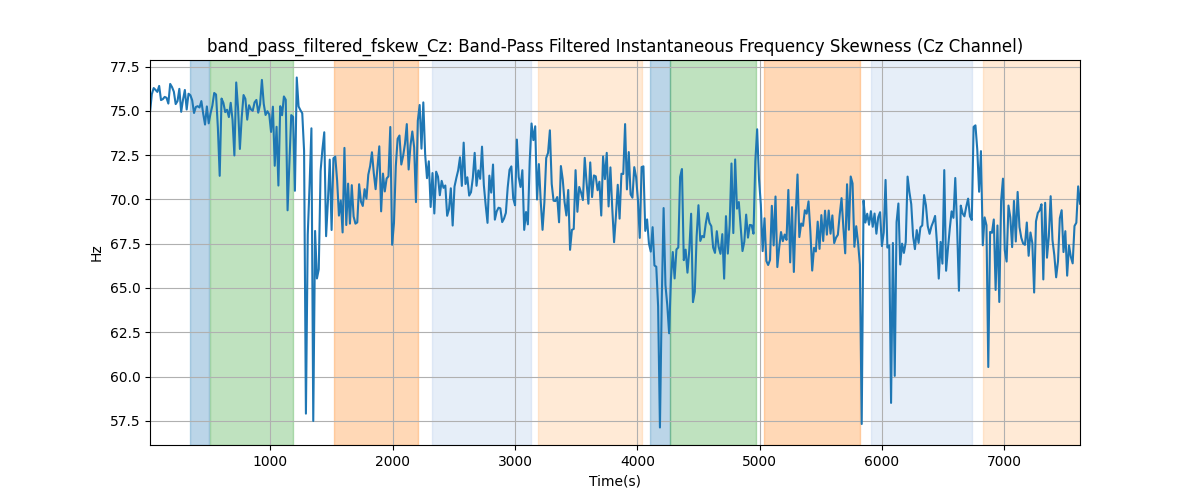 band_pass_filtered_fskew_Cz: Band-Pass Filtered Instantaneous Frequency Skewness (Cz Channel)
77.5
75.0
72.5
70.0
67.5
65.0
62.5
60.0
57.5
Hz
1000 2000 3000 4000 5000 6000 7000
Time(s)